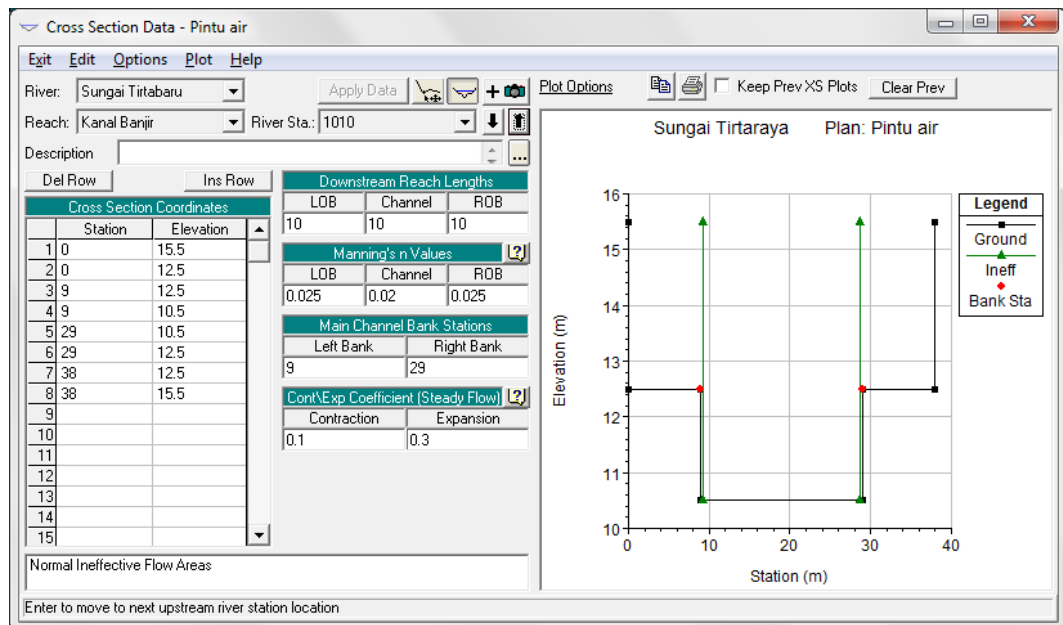 Cross Section Data - Pintu air
Exit Edit Options Plot Help
River: Sungai Tirtabaru Apply Data
Reach: Kanal Banjir River Sta.: 1010
Description ...
Del Row Ins Row
Cross Section Coordinates
Station Elevation
1 0 15.5
2 0 12.5
3 9 12.5
4 9 10.5
5 29 10.5
6 29 12.5
7 38 12.5
8 38 15.5
9
10
11
12
13
14
15
Downstream Reach Lengths
LOB Channel ROB
10 10 10
Manning's n Values
LOB Channel ROB
0.025 0.02 0.025
Main Channel Bank Stations
Left Bank Right Bank
9 29
Cont\Exp Coefficient (Steady Flow)
Contraction Expansion
0.1 0.3
Normal Ineffective Flow Areas
Enter to move to next upstream river station location
Plot Options Keep Prev XS Plots Clear Prev
Sungai Tirtaraya Plan: Pintu air
16
15
14
13
12
11
10
Elevation (m)
0 10 20 30 40
Station (m)
Legend
Ground
Ineff
Bank Sta